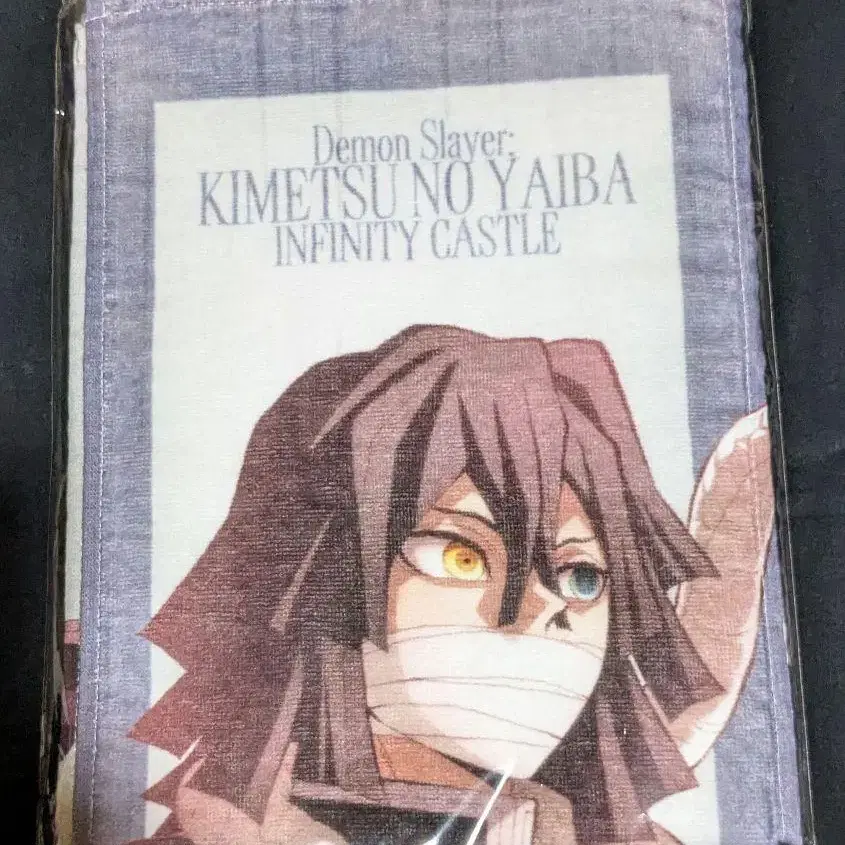 Demon Slayer:
KIMETSU NO YAIBA
INFINITY CASTLE